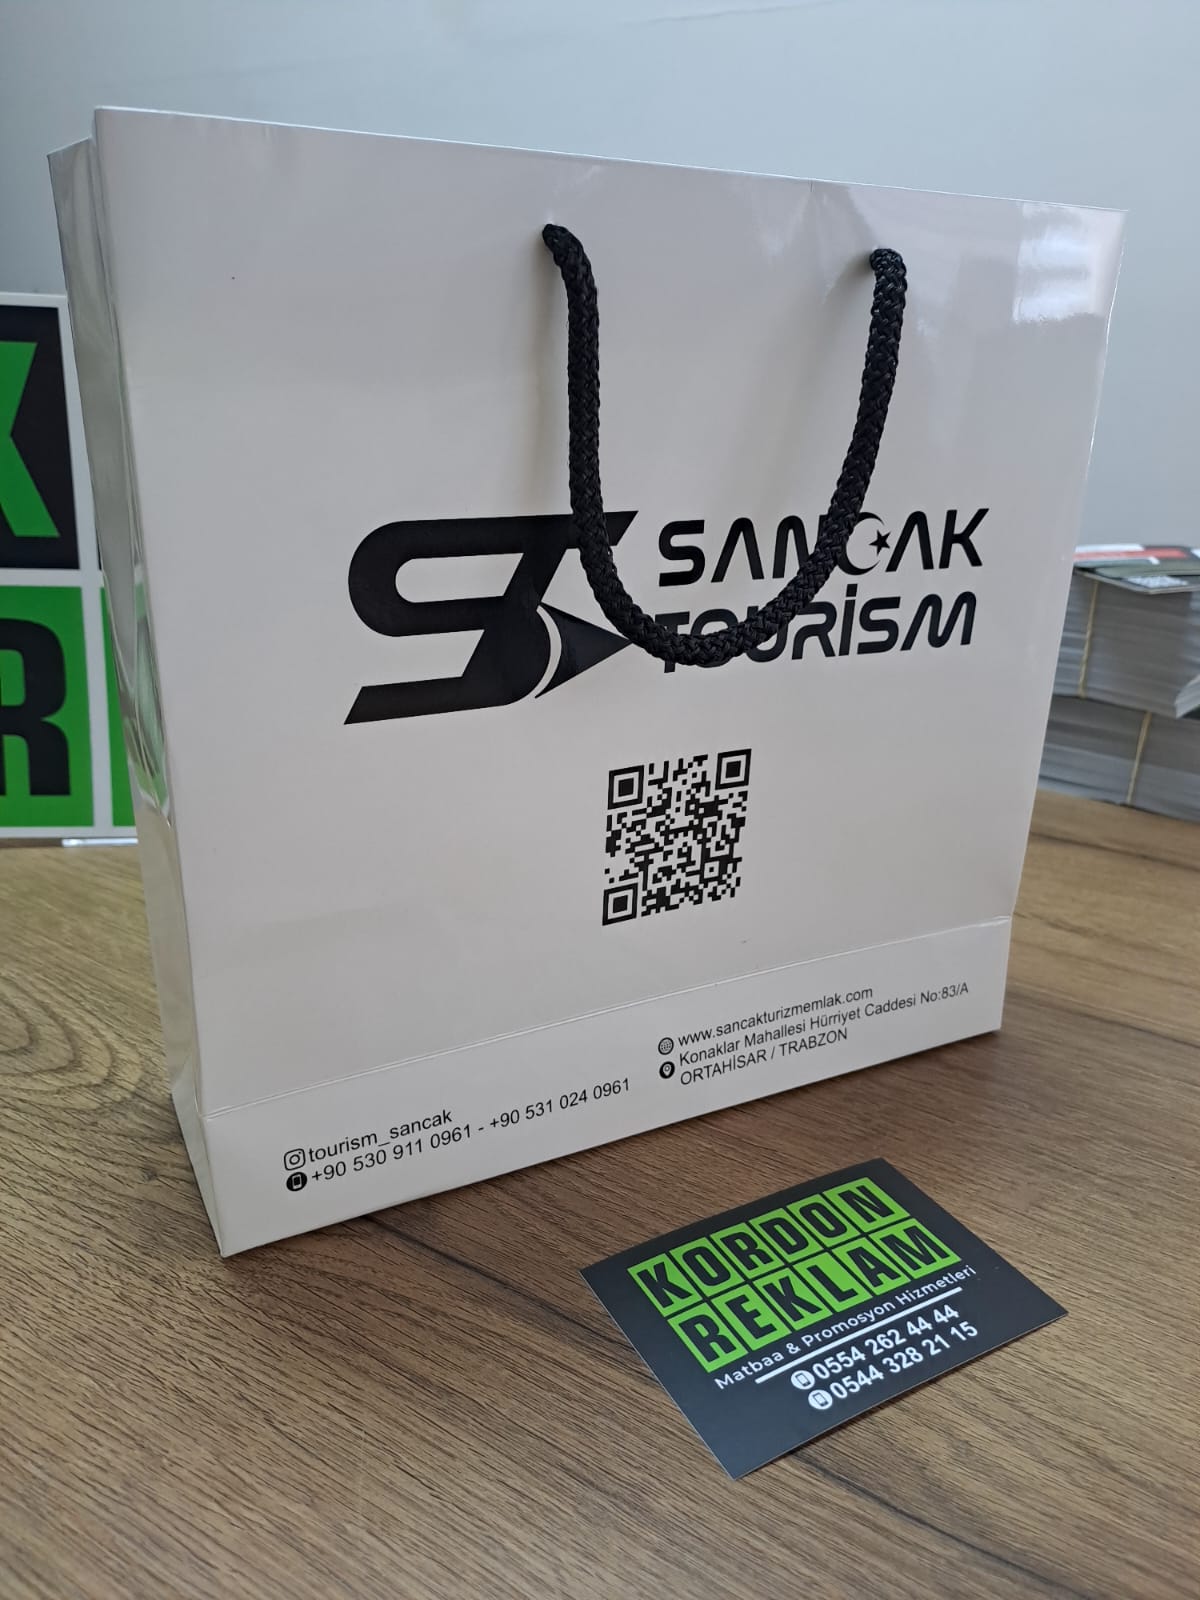 SANCAK
TOURİSM
www.sancakturizmemlak.com
Konaklar Mahallesi Hürriyet Caddesi No:83/A
ORTAHİSAR / TRABZON
tourism_sancak
+90 530 911 0961 - +90 531 024 0961
KORDON
REKLAM
Matbaa & Promosyon Hizmetleri
0554 262 44 44
0544 328 21 15
K
R